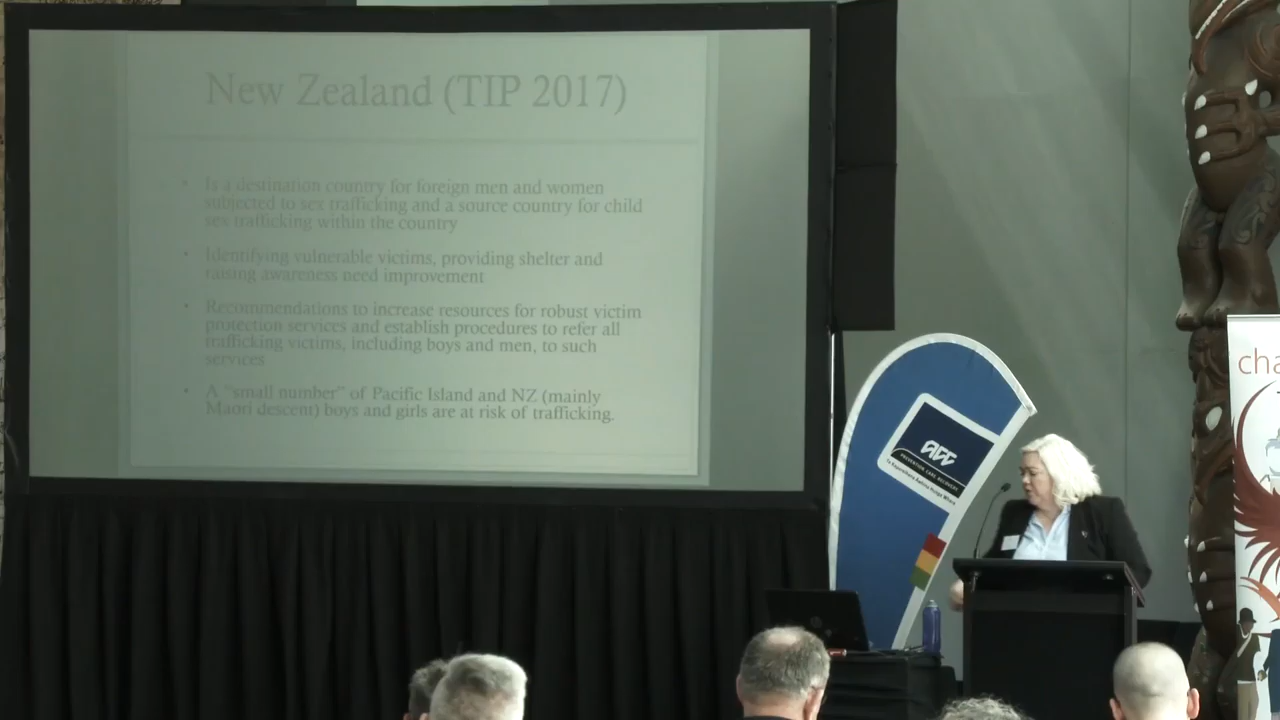 New Zealand (TIP 2017)
• Is a destination country for foreign men and women
subjected to sex trafficking and a source country for child
sex trafficking within the country
• Identifying vulnerable victims, providing shelter and
raising awareness need improvement
• Recommendations to increase resources for robust victim
protection services and establish procedures to refer all
trafficking victims, including boys and men, to such
services
• A "small number" of Pacific Island and NZ (mainly
Maori descent) boys and girls are at risk of trafficking.
PREVENTION. CARE. RECOVERY.
cha